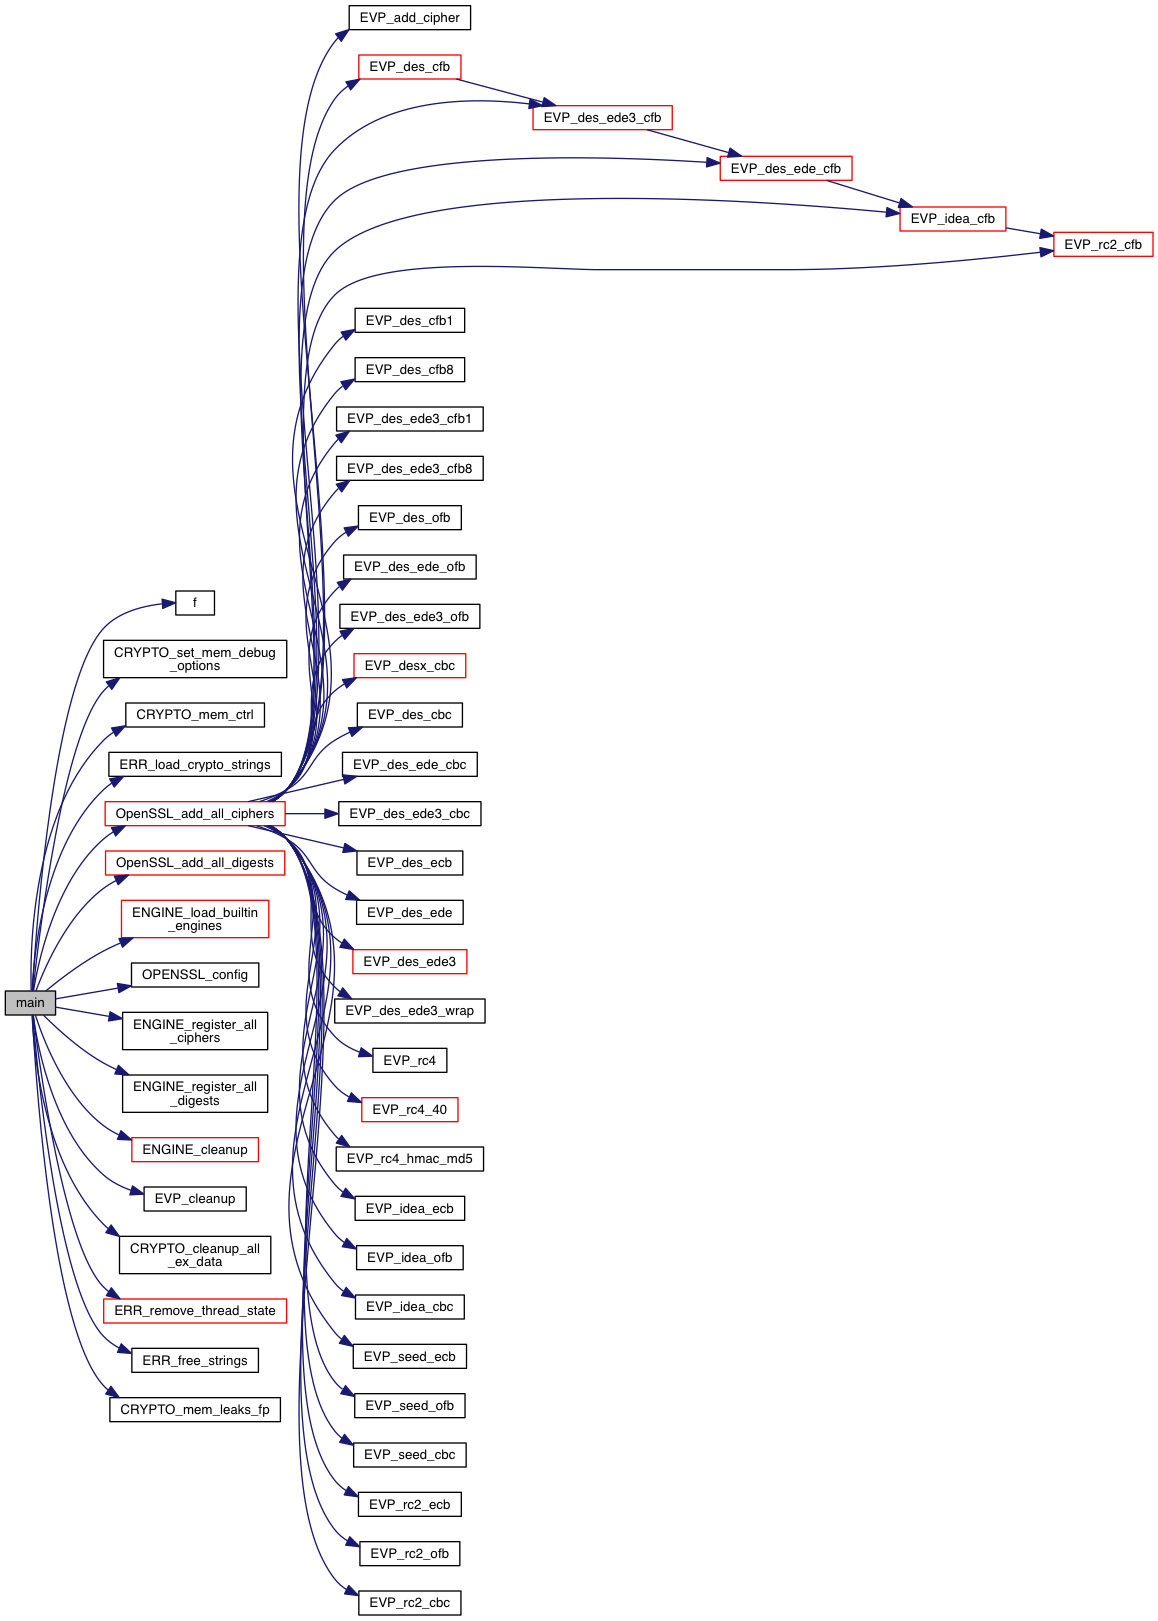 EVP_add_cipher
EVP_des_cfb
EVP_des_ede3_cfb
EVP_des_ede_cfb
EVP_idea_cfb
EVP_rc2_cfb
EVP_des_cfb1
EVP_des_cfb8
EVP_des_ede3_cfb1
EVP_des_ede3_cfb8
EVP_des_ofb
EVP_des_ede_ofb
f
EVP_des_ede3_ofb
CRYPTO_set_mem_debug
_options
EVP_desx_cbc
CRYPTO_mem_ctrl
EVP_des_cbc
ERR_load_crypto_strings
EVP_des_ede_cbc
OpenSSL_add_all_ciphers
EVP_des_ede3_cbc
OpenSSL_add_all_digests
EVP_des_ecb
ENGINE_load_builtin
_engines
EVP_des_ede
OPENSSL_config
EVP_des_ede3
main
EVP_des_ede3_wrap
ENGINE_register_all
_ciphers
EVP_rc4
ENGINE_register_all
_digests
EVP_rc4_40
ENGINE_cleanup
EVP_rc4_hmac_md5
EVP_cleanup
EVP_idea_ecb
CRYPTO_cleanup_all
_ex_data
EVP_idea_ofb
ERR_remove_thread_state
EVP_idea_cbc
ERR_free_strings
EVP_seed_ecb
CRYPTO_mem_leaks_fp
EVP_seed_ofb
EVP_seed_cbc
EVP_rc2_ecb
EVP_rc2_ofb
EVP_rc2_cbc